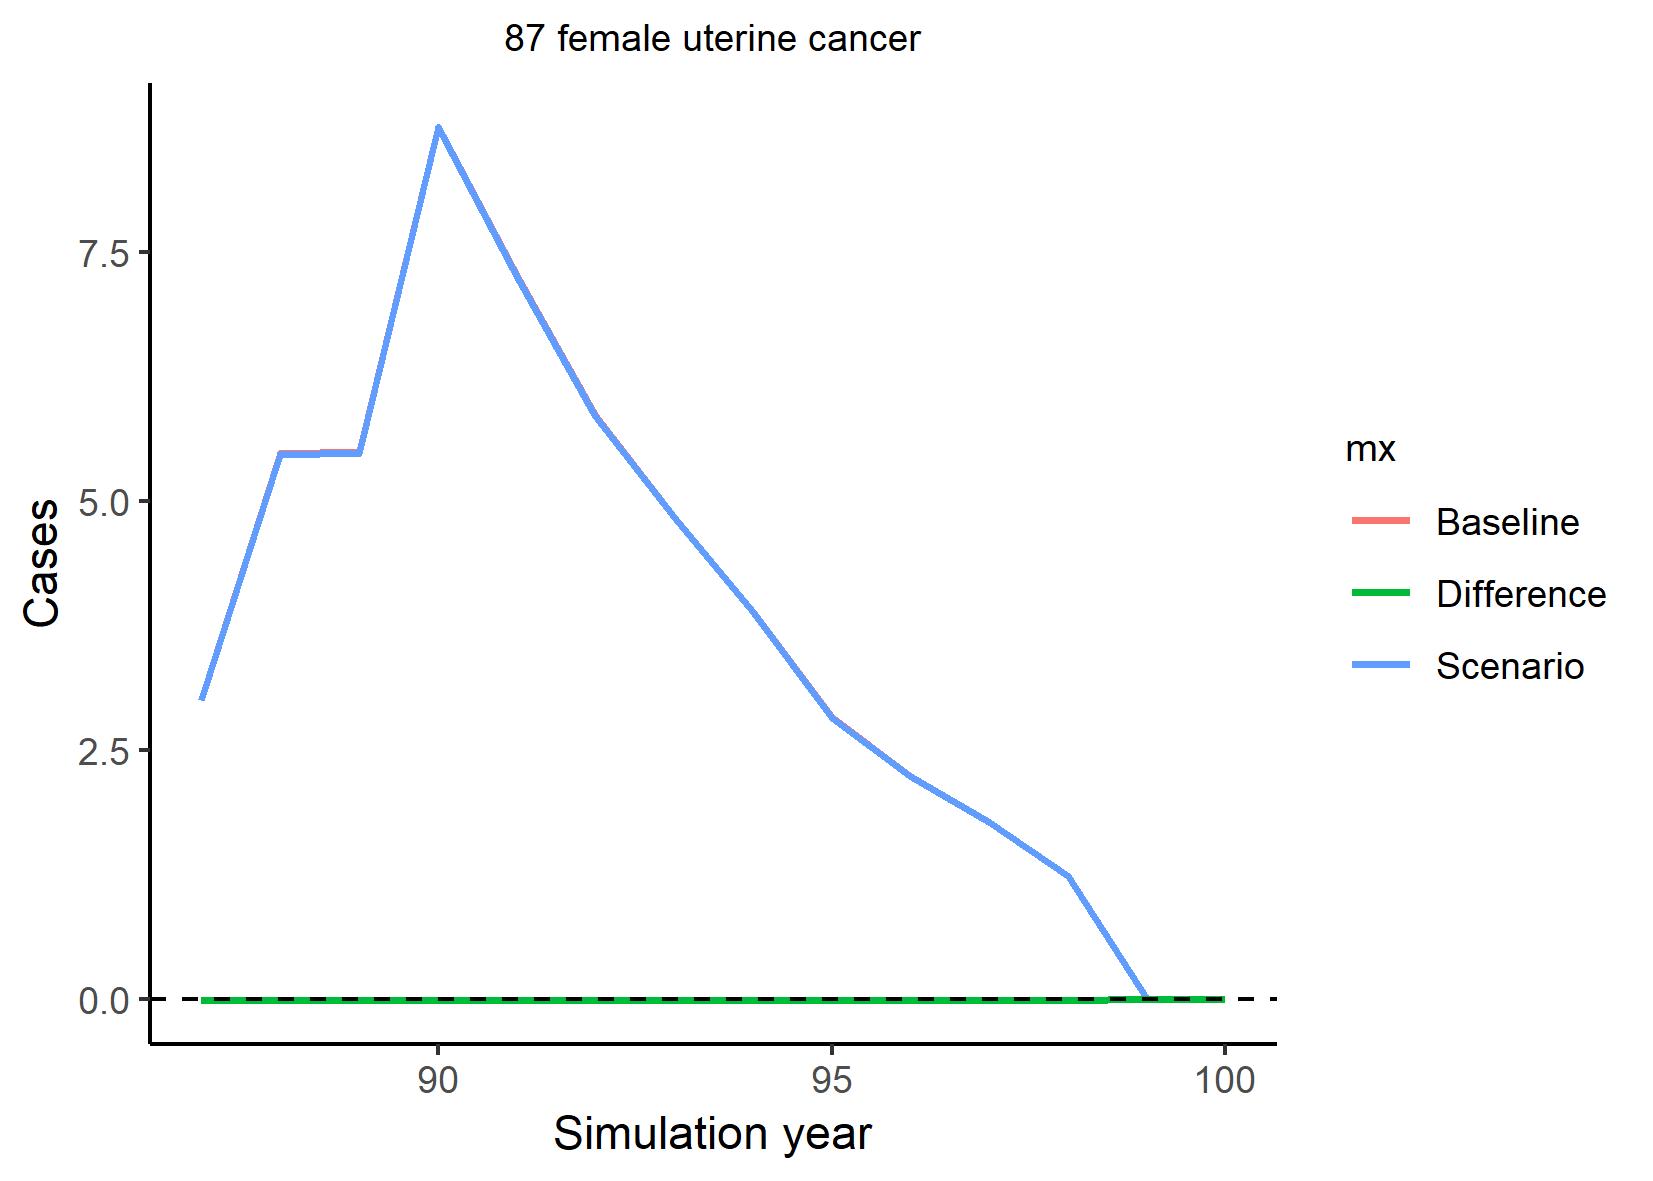 87 female uterine cancer
Cases
7.5
5.0
2.5
0.0
90
95
100
Simulation year
mx
Baseline
Difference
Scenario